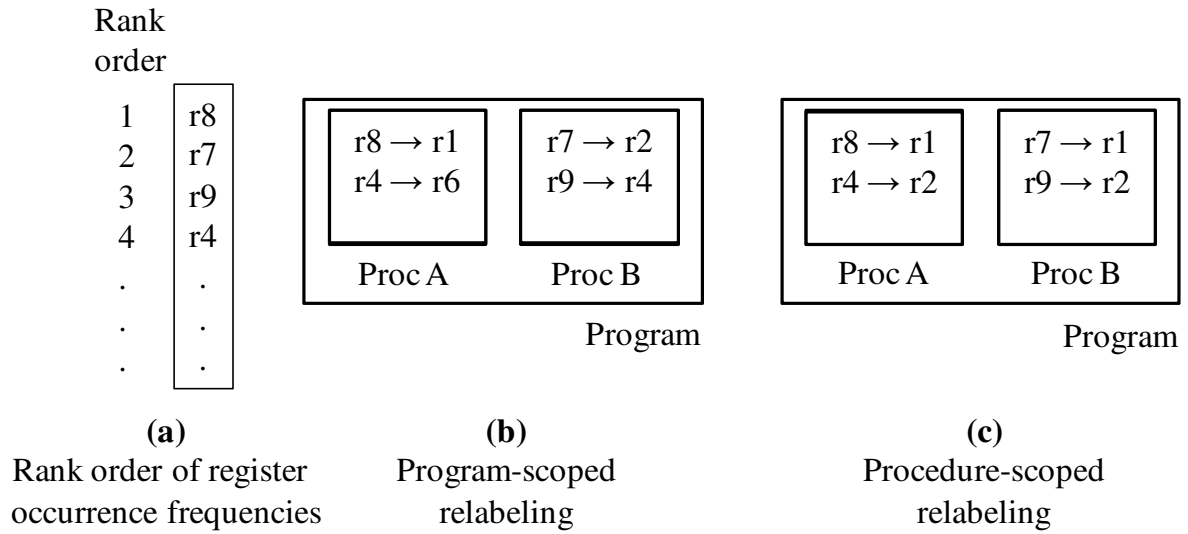 Rank
order
1 r8
2 r7
3 r9
4 r4
. .
. .
. .
(a)
Rank order of register
occurrence frequencies
r8 → r1
r4 → r6
Proc A
r7 → r2
r9 → r4
Proc B
Program
(b)
Program-scoped
relabeling
r8 → r1
r4 → r2
Proc A
r7 → r1
r9 → r2
Proc B
Program
(c)
Procedure-scoped
relabeling